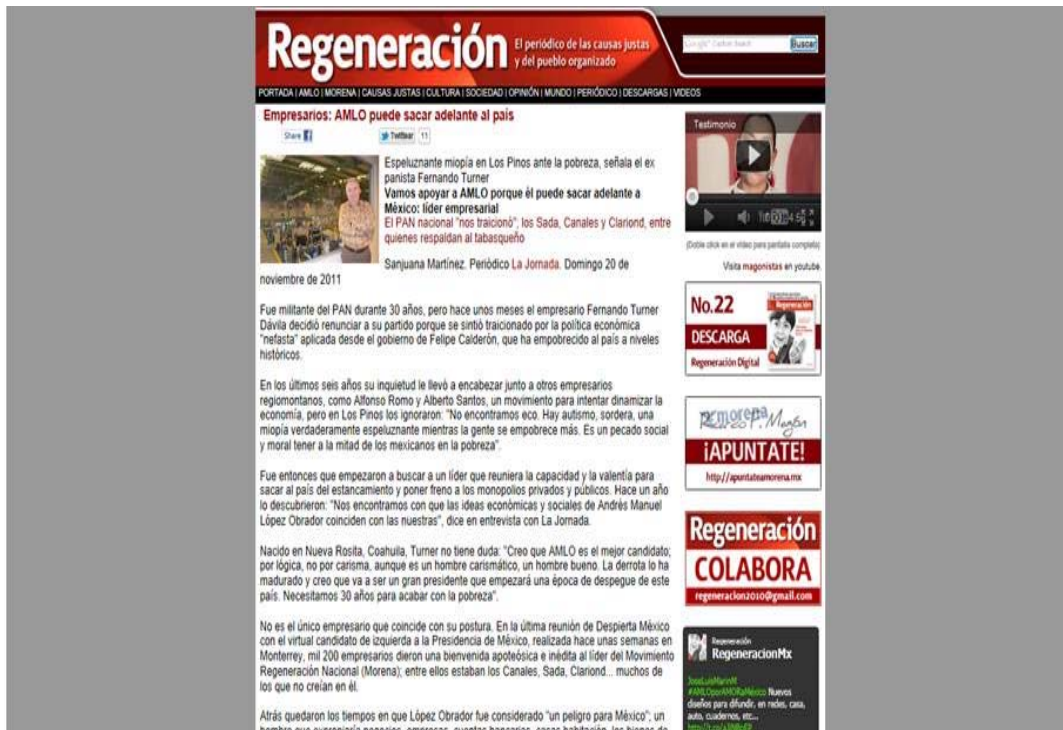 Regeneración
El periódico de las causas justas
y del pueblo organizado
Buscar
PORTADA | AMLO | MORENA | CAUSAS JUSTAS | CULTURA | SOCIEDAD | OPINIÓN | MUNDO | PERIÓDICO | DESCARGAS | VIDEOS
Empresarios: AMLO puede sacar adelante al país
Share
Twittear 11
Espeluznante miopía en Los Pinos ante la pobreza, señala el ex
panista Fernando Turner
Vamos apoyar a AMLO porque él puede sacar adelante a
México: líder empresarial
El PAN nacional "nos traicionó", los Sada, Canales y Clariond, entre
quienes respaldan al tabasqueño
Sanjuana Martínez. Periódico La Jornada. Domingo 20 de
noviembre de 2011
Fue militante del PAN durante 30 años, pero hace unos meses el empresario Fernando Turner
Dávila decidió renunciar a su partido porque se sintió traicionado por la política económica
"nefasta" aplicada desde el gobierno de Felipe Calderón, que ha empobrecido al país a niveles
históricos.
En los últimos seis años su inquietud le llevó a encabezar junto a otros empresarios
regiomontanos, como Alfonso Romo y Alberto Santos, un movimiento para intentar dinamizar la
economía, pero en Los Pinos los ignoraron: "No encontramos eco. Hay autismo, sordera, una
miopía verdaderamente espeluznante mientras la gente se empobrece más. Es un pecado social
y moral tener a la mitad de los mexicanos en la pobreza".
Fue entonces que empezaron a buscar a un líder que reuniera la capacidad y la valentía para
sacar al país del estancamiento y poner freno a los monopolios privados y públicos. Hace un año
lo descubrieron: "Nos encontramos con que las ideas económicas y sociales de Andrés Manuel
López Obrador coinciden con las nuestras", dice en entrevista con La Jornada.
Nacido en Nueva Rosita, Coahuila, Turner no tiene duda: "Creo que AMLO es el mejor candidato;
por lógica, no por carisma, aunque es un hombre carismático, un hombre bueno. La derrota lo ha
madurado y creo que va a ser un gran presidente que empezará una época de despegue de este
país. Necesitamos 30 años para acabar con la pobreza".
No es el único empresario que coincide con su postura. En la última reunión de Despierta México
con el virtual candidato de izquierda a la Presidencia de México, realizada hace unas semanas en
Monterrey, mil 200 empresarios dieron una bienvenida apoteósica e inédita al líder del Movimiento
Regeneración Nacional (Morena); entre ellos estaban los Canales, Sada, Clariond... muchos de
los que no creían en él.
Atrás quedaron los tiempos en que López Obrador fue considerado "un peligro para México"; un
Testimonio
(Doble click en el video para pantalla completa)
Visita magonistas en youtube.
No.22
DESCARGA
Regeneración Digital
Regeneración
morena
¡APUNTATE!
http://apuntateamorena.mx
Regeneración
COLABORA
regeneracion2010@gmail.com
Regeneración
RegeneracionMx
JoseLuisMarinM
#AMLOporAMORaMéxico Nuevos
diseños para difundir, en redes, casa,
auto, cuadernos, etc...